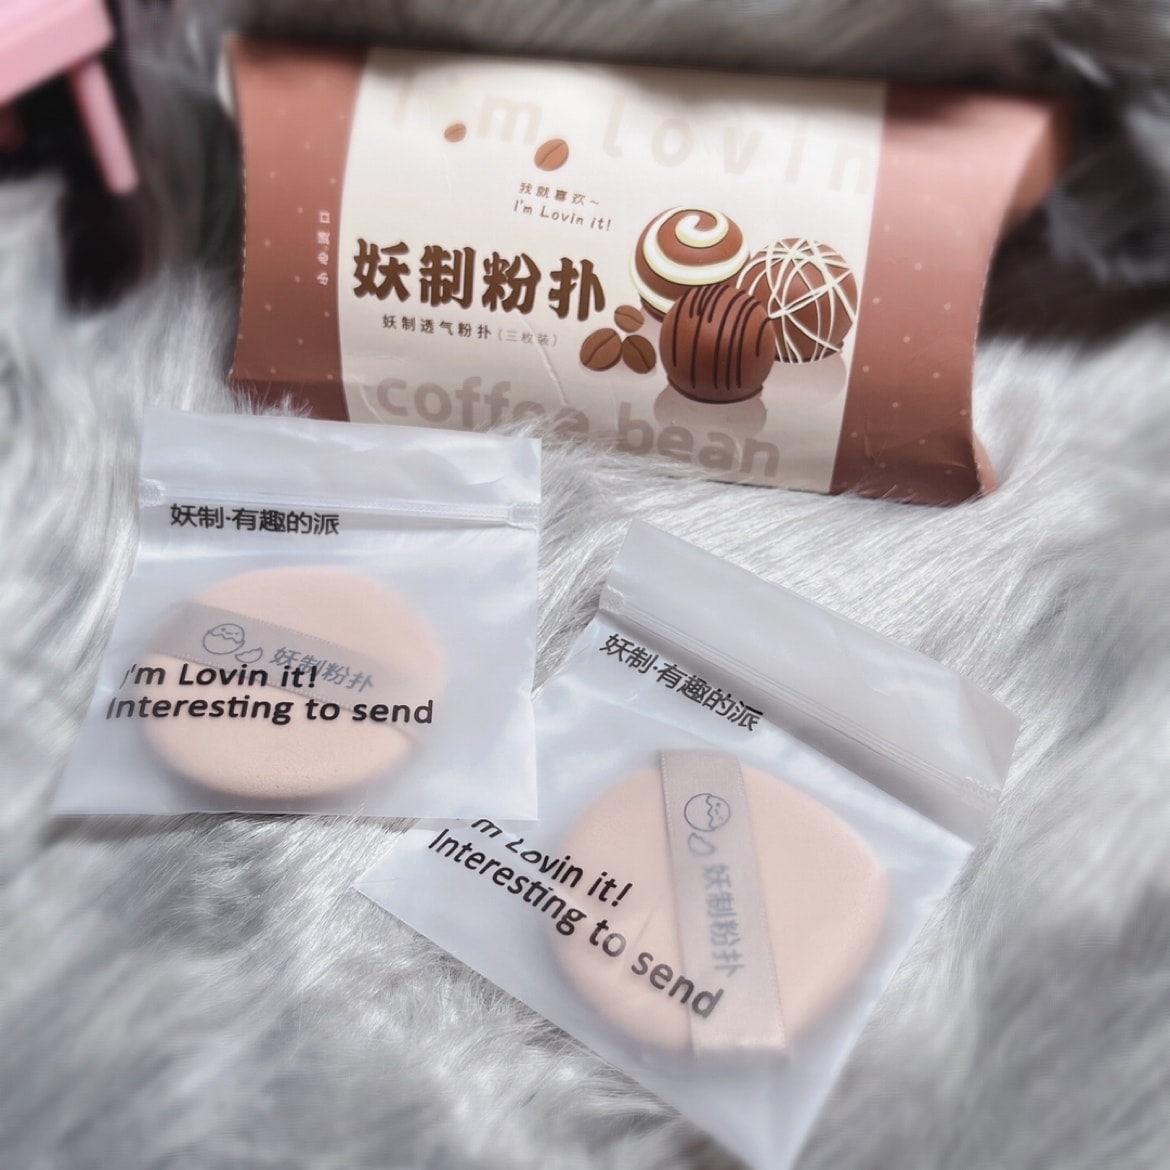 I'm lovin
我就喜欢~
I'm LovIn it!
妖制粉扑
妖制透气粉扑(三枚装)
coffee bean
妖制·有趣的派
妖制粉扑
I'm Lovin it!
Interesting to send
妖制·有趣的派
妖制粉扑
m Lovin it!
Interesting to send